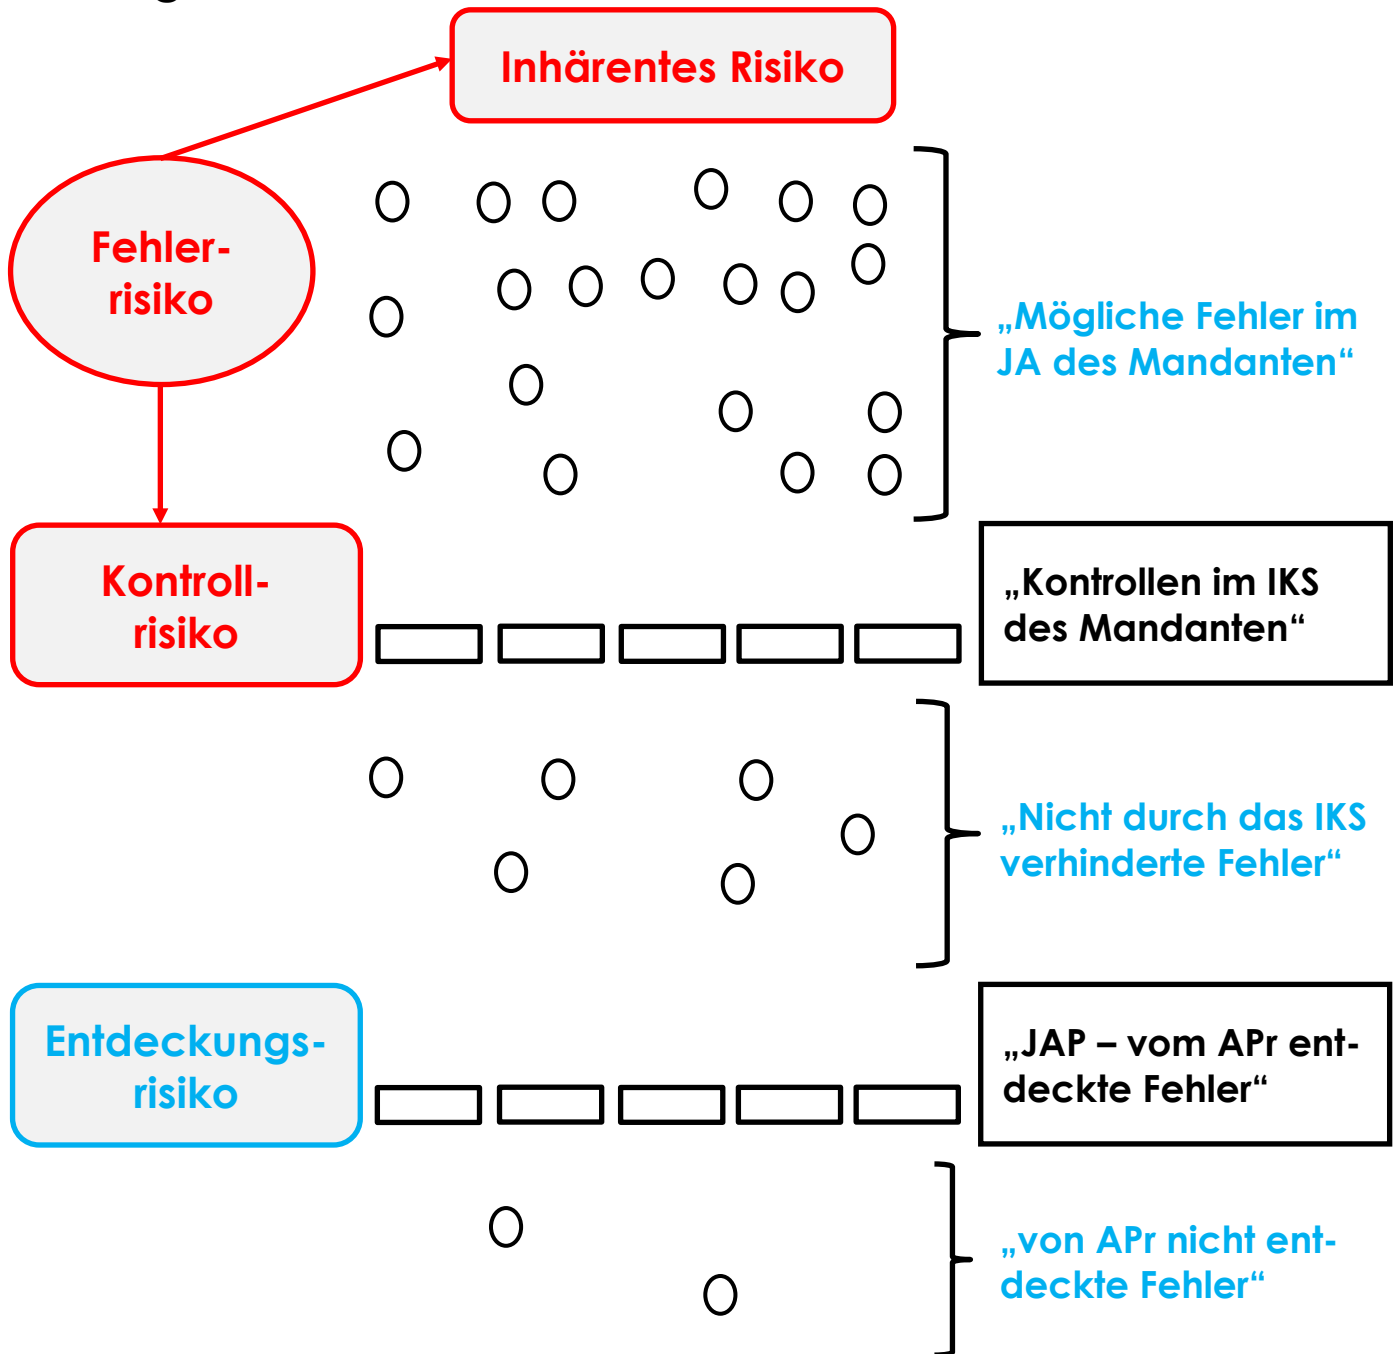 Inhärentes Risiko
Fehler-
risiko
„Mögliche Fehler im
JA des Mandanten“
Kontroll-
risiko
„Kontrollen im IKS
des Mandanten“
„Nicht durch das IKS
verhinderte Fehler“
Entdeckungs-
risiko
„JAP – vom APr ent-
deckte Fehler“
„von APr nicht ent-
deckte Fehler“